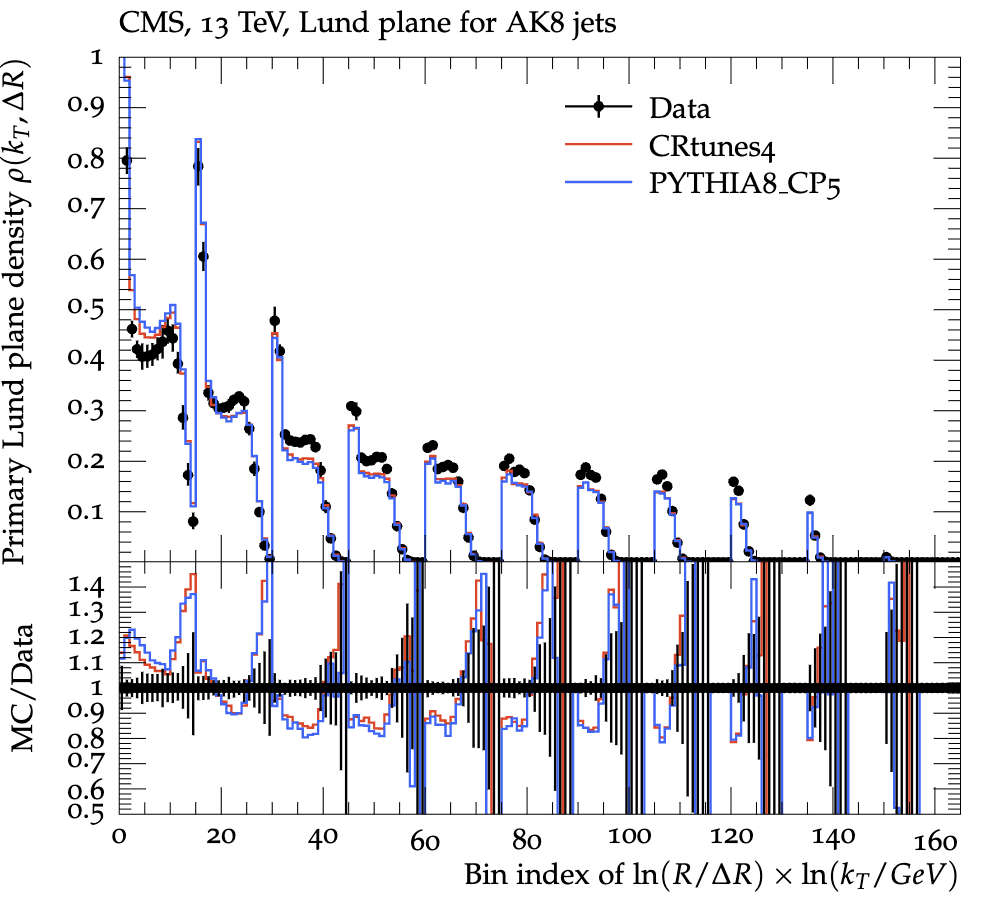 CMS, 13 TeV, Lund plane for AK8 jets
Primary Lund plane density ρ(k_T, ΔR)
1
0.9
0.8
0.7
0.6
0.5
0.4
0.3
0.2
0.1
Data
CRtunes4
PYTHIA8_CP5
MC/Data
1.4
1.3
1.2
1.1
1
0.9
0.8
0.7
0.6
0.5
0 20 40 60 80 100 120 140 160
Bin index of ln(R/ΔR) × ln(k_T/GeV)